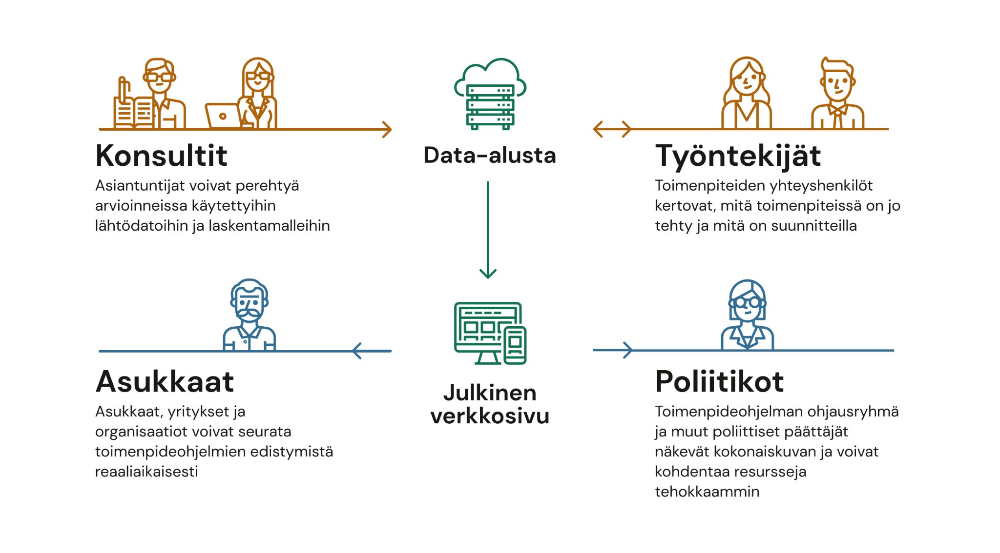 Konsultit
Asiantuntijat voivat perehtyä
arvioinneissa käytettyihin
lähtödatoihin ja laskentamalleihin
Data-alusta
Työntekijät
Toimenpiteiden yhteyshenkilöt
kertovat, mitä toimenpiteissä on jo
tehty ja mitä on suunnitteilla
Asukkaat
Asukkaat, yritykset ja
organisaatiot voivat seurata
toimenpideohjelmien edistymistä
reaaliaikaisesti
Julkinen
verkkosivu
Poliitikot
Toimenpideohjelman ohjausryhmä
ja muut poliittiset päättäjät
näkevät kokonaiskuvan ja voivat
kohdentaa resursseja
tehokkaammin